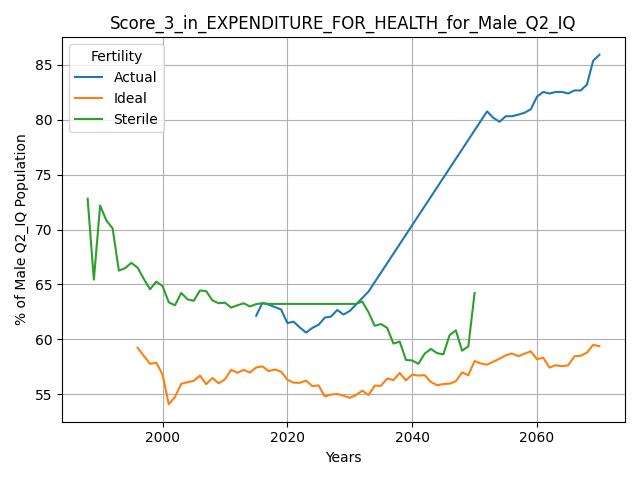 Score_3_in_EXPENDITURE_FOR_HEALTH_for_Male_Q2_IQ
Fertility
Actual
Ideal
Sterile
85
80
75
70
65
60
55
% of Male Q2_IQ Population
2000 2020 2040 2060
Years